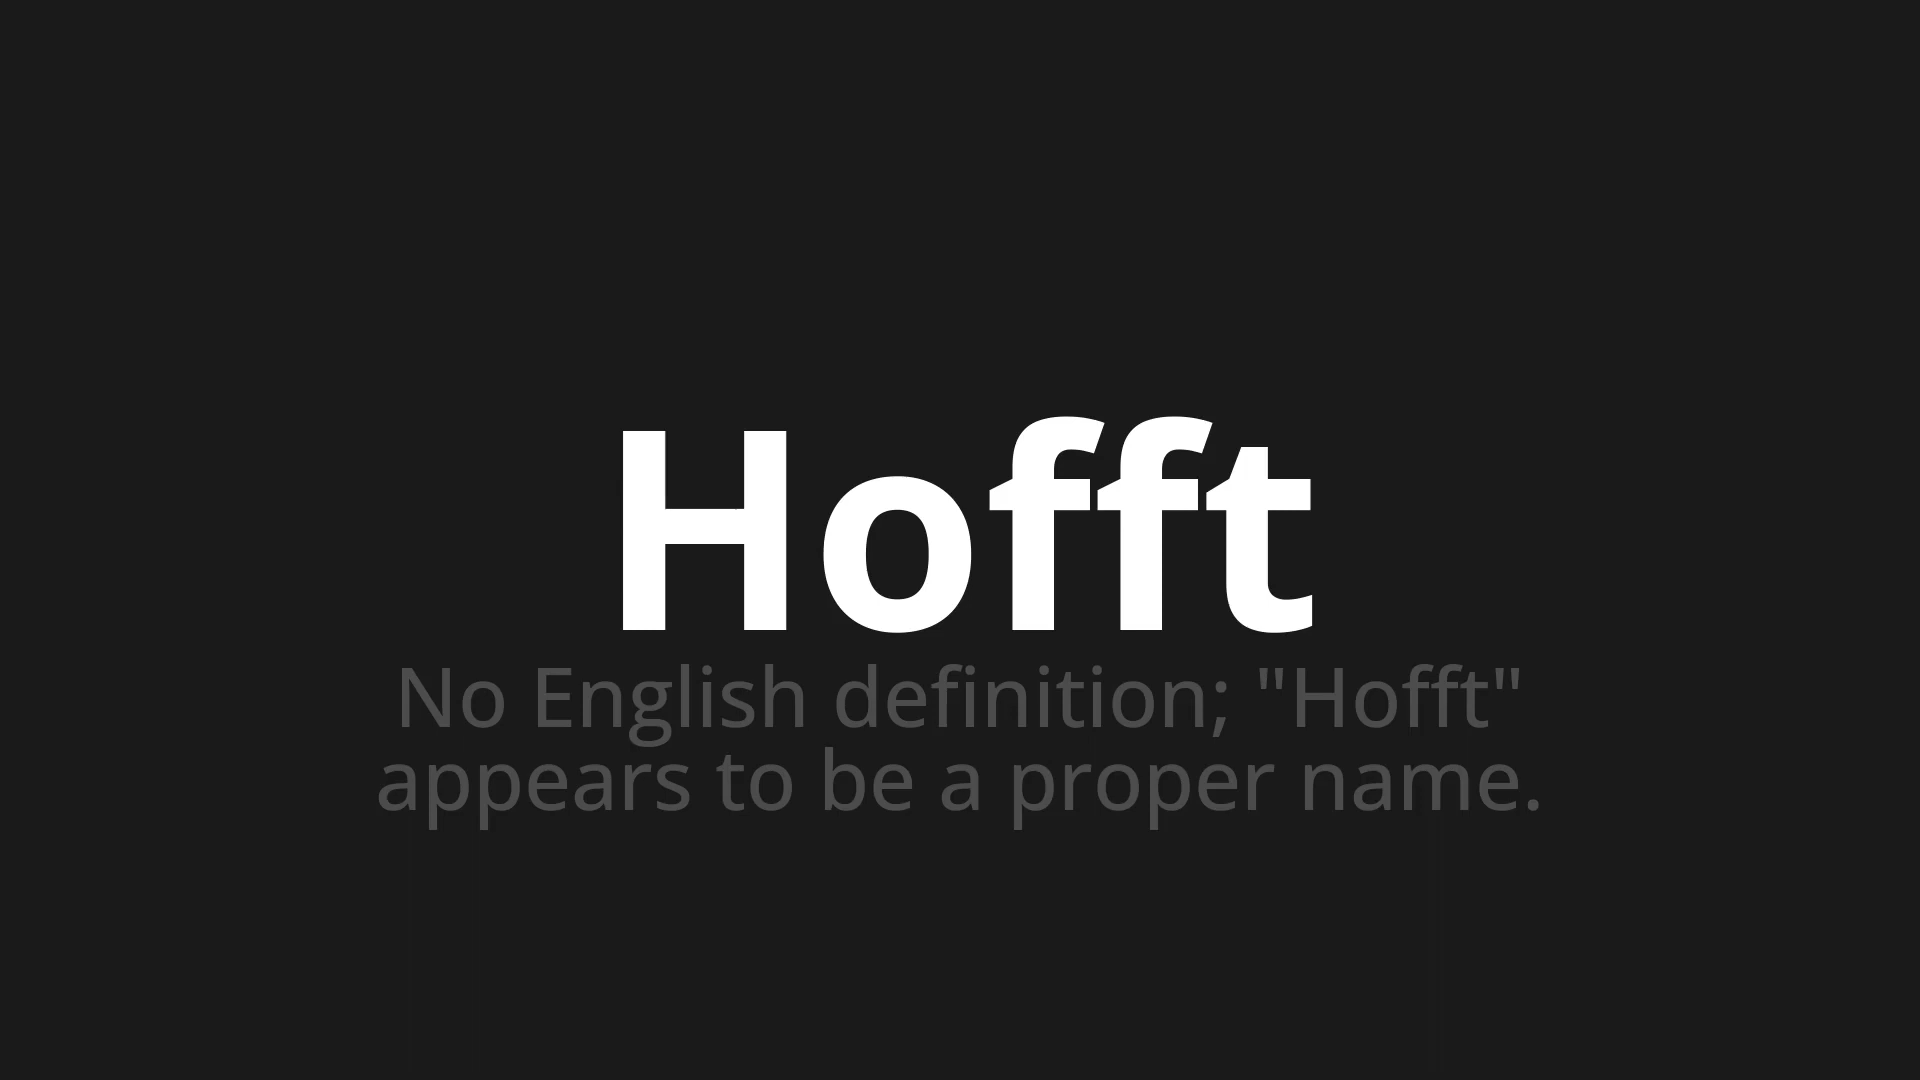 Hofft
No English definition; "Hofft"
appears to be a proper name.